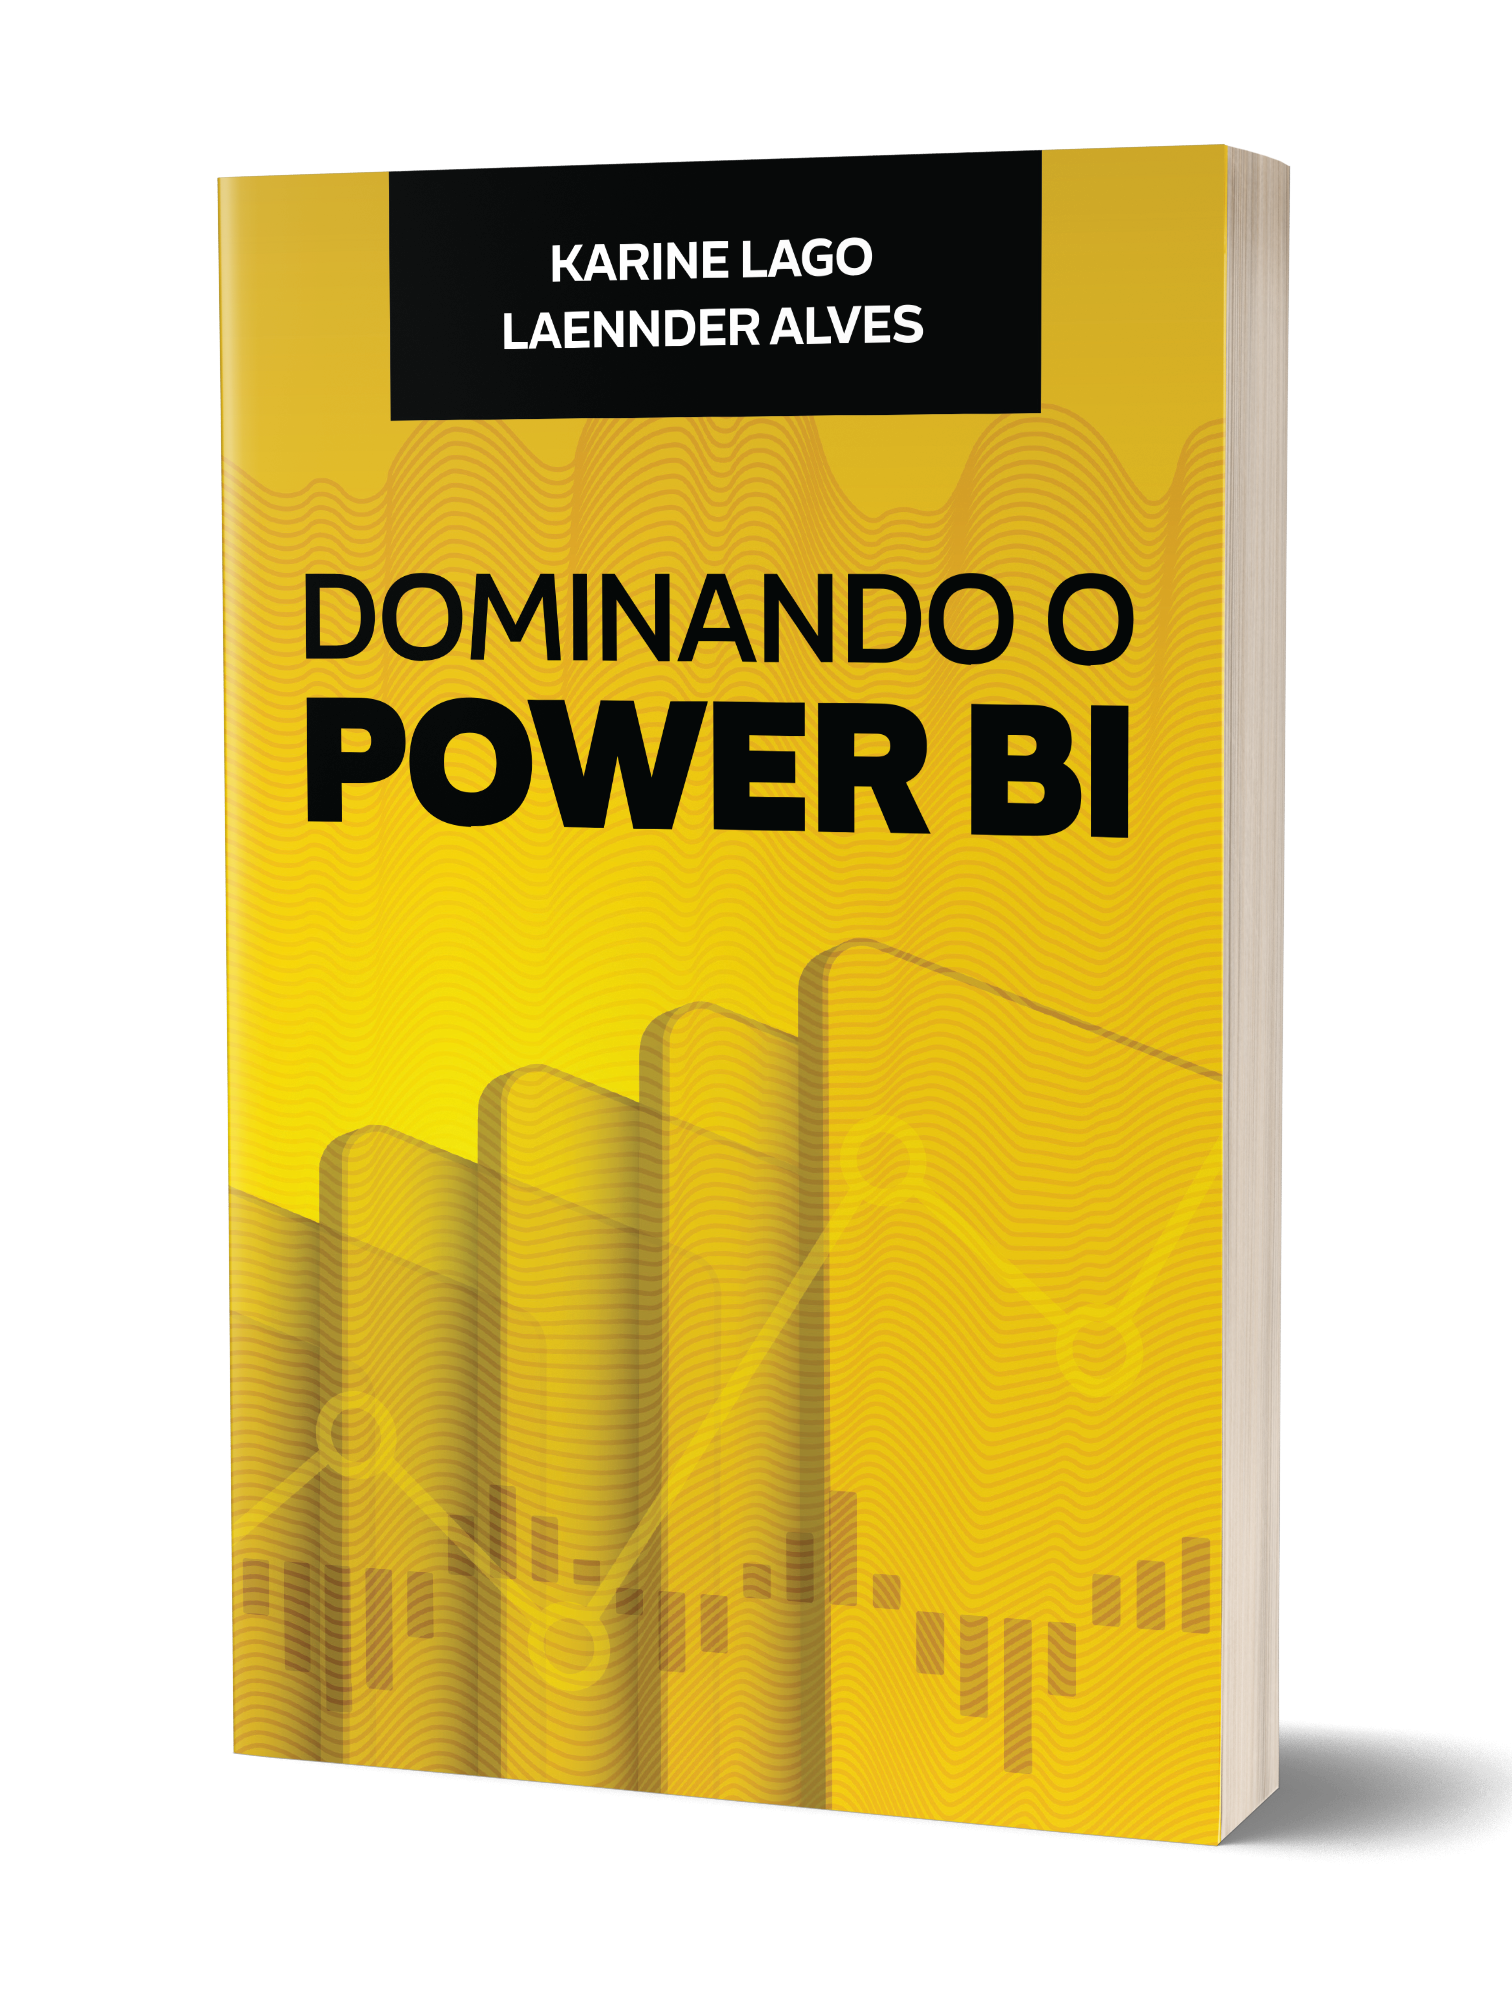 KARINE LAGO
LAENNDER ALVES
DOMINANDO O
POWER BI